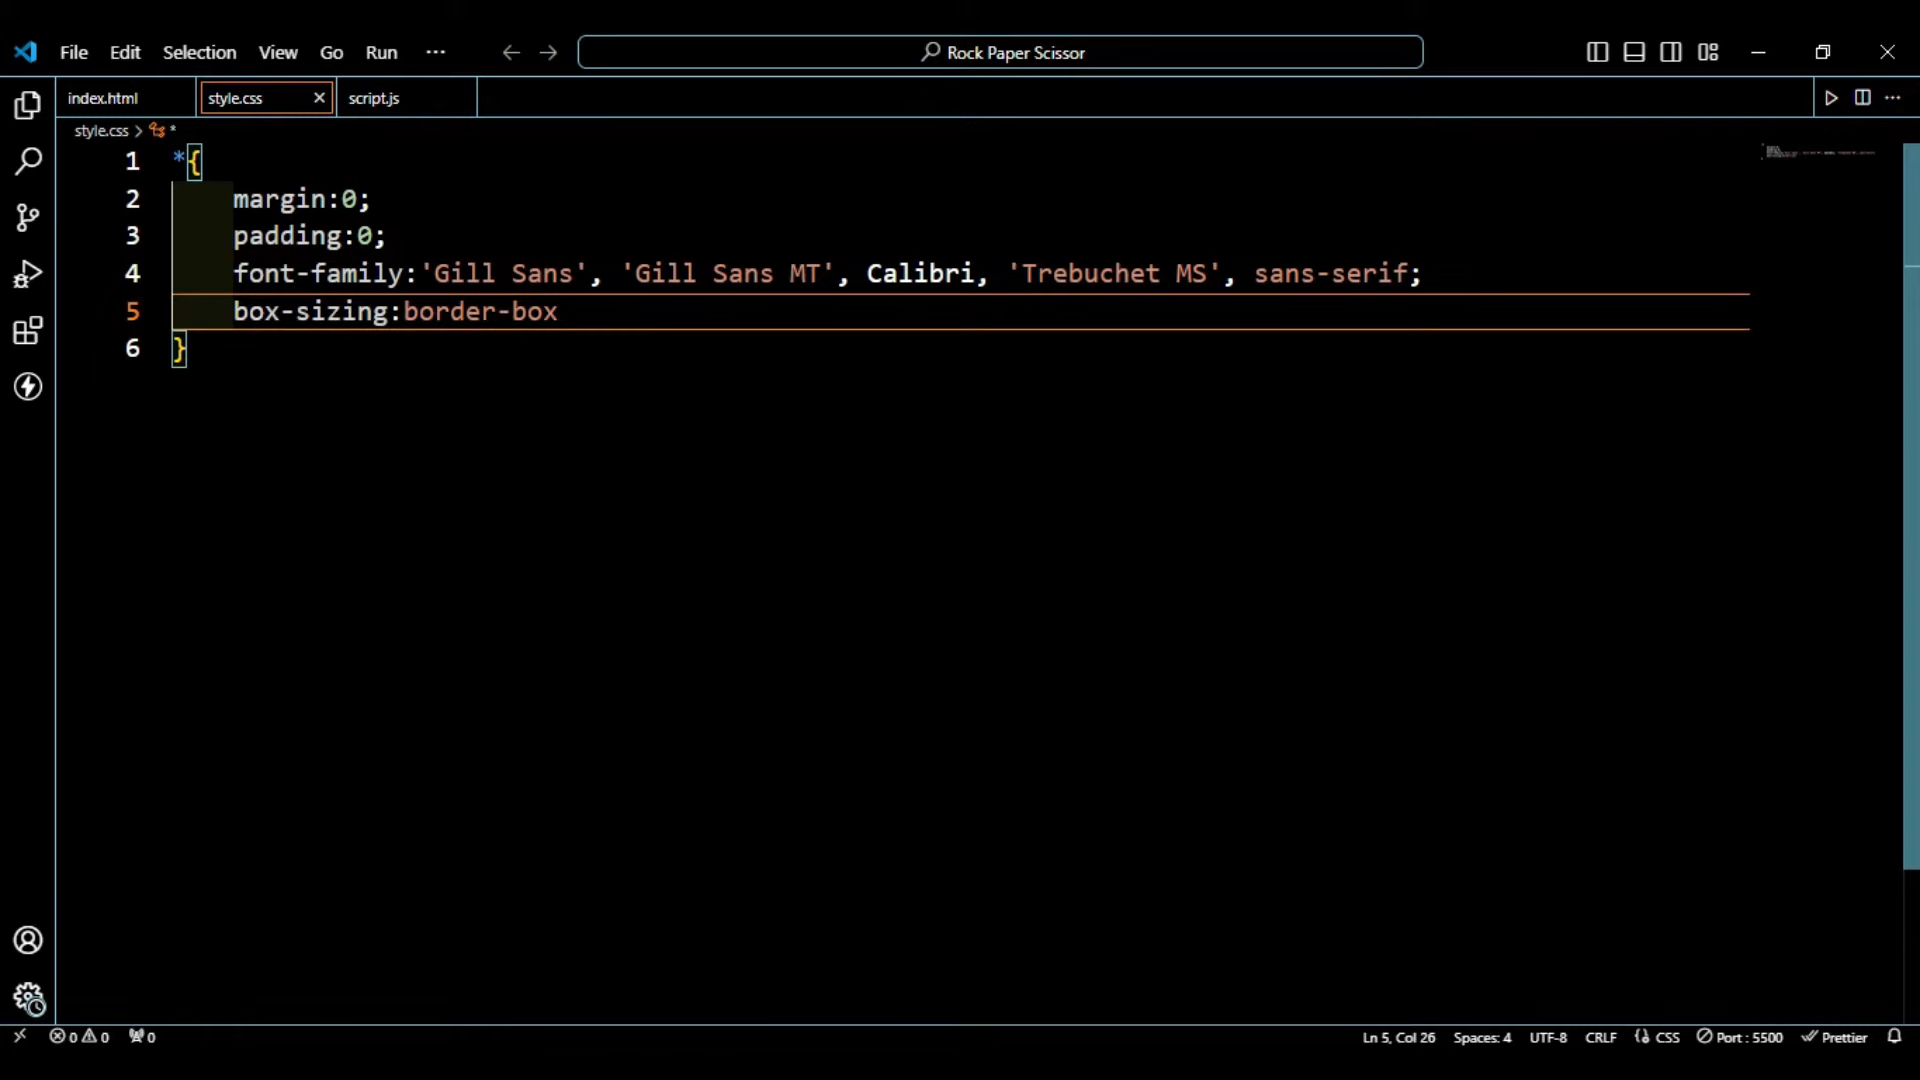 File Edit Selection View Go Run ··· Rock Paper Scissor
index.html style.css script.js
style.css > *
1 *{
2 margin:0;
3 padding:0;
4 font-family:'Gill Sans', 'Gill Sans MT', Calibri, 'Trebuchet MS', sans-serif;
5 box-sizing:border-box
6 }
0 0 0 Ln 5, Col 26 Spaces: 4 UTF-8 CRLF CSS Port : 5500 Prettier